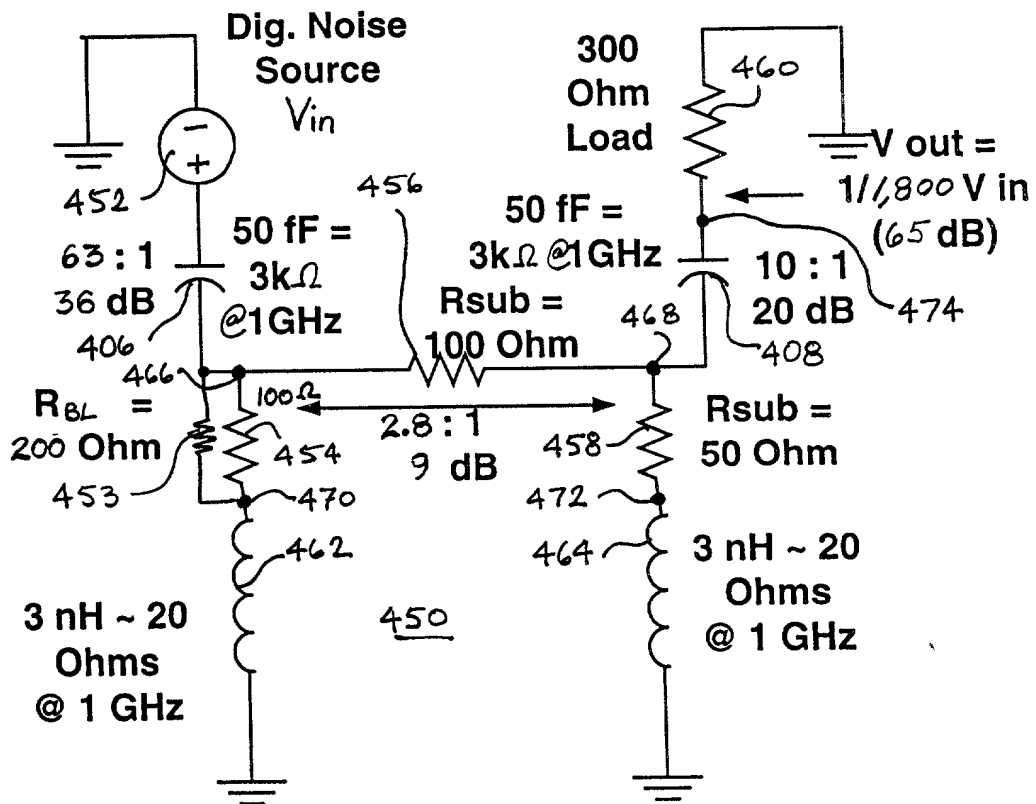 Dig. Noise
Source
Vin
452
63 : 1
36 dB
406
50 fF =
3kΩ
@1GHz
456
300
Ohm
Load
460
V out =
1/1,800 V in
(65 dB)
50 fF =
3kΩ @1GHz
10 : 1
20 dB
474
408
Rsub =
100 Ohm
468
466
RBL =
200 Ohm
453
100Ω
454
2.8 : 1
9 dB
458
Rsub =
50 Ohm
470
472
462
464
3 nH ~ 20
Ohms
@ 1 GHz
450
3 nH ~ 20
Ohms
@ 1 GHz